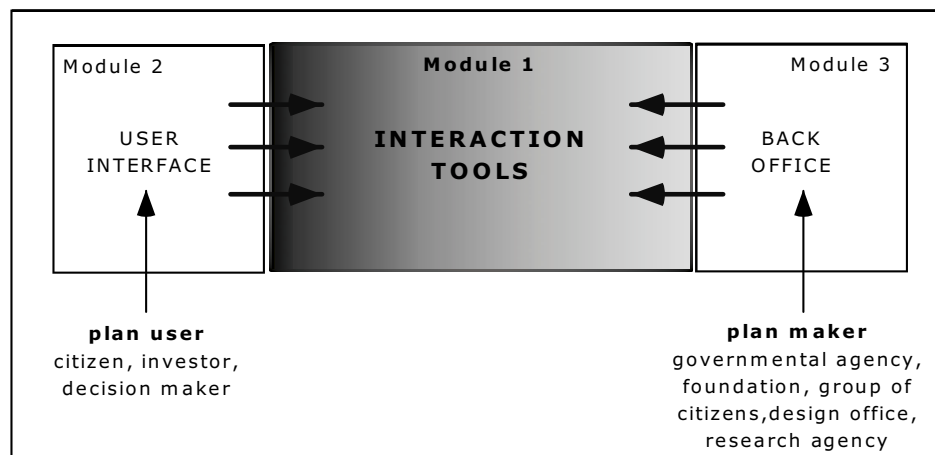 Module 2
USER
INTERFACE
Module 1
INTERACTION
TOOLS
Module 3
BACK
OFFICE
plan user
citizen, investor,
decision maker
plan maker
governmental agency,
foundation, group of
citizens,design office,
research agency